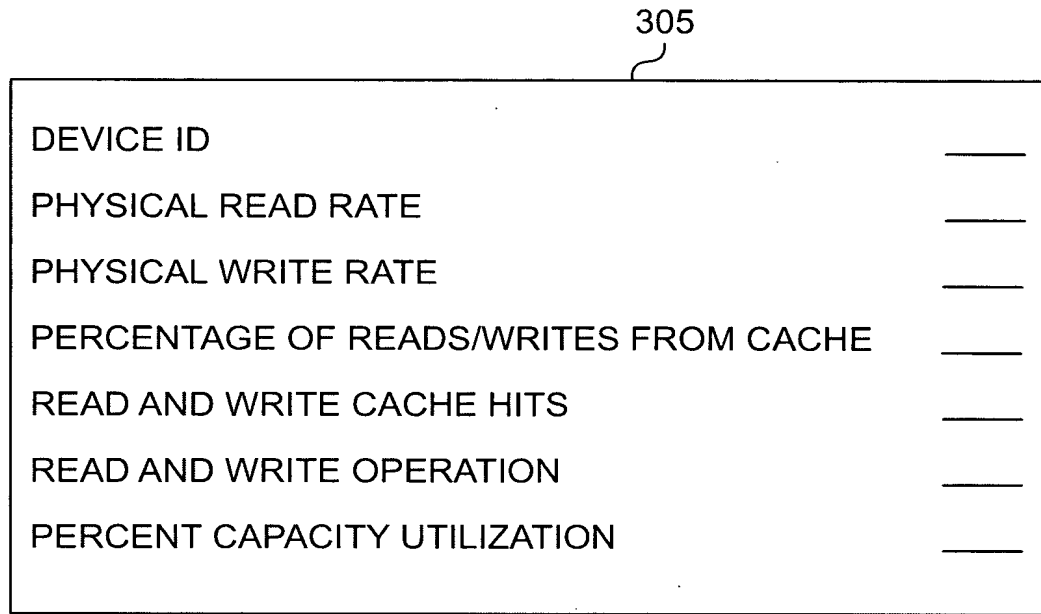 305
DEVICE ID
PHYSICAL READ RATE
PHYSICAL WRITE RATE
PERCENTAGE OF READS/WRITES FROM CACHE
READ AND WRITE CACHE HITS
READ AND WRITE OPERATION
PERCENT CAPACITY UTILIZATION